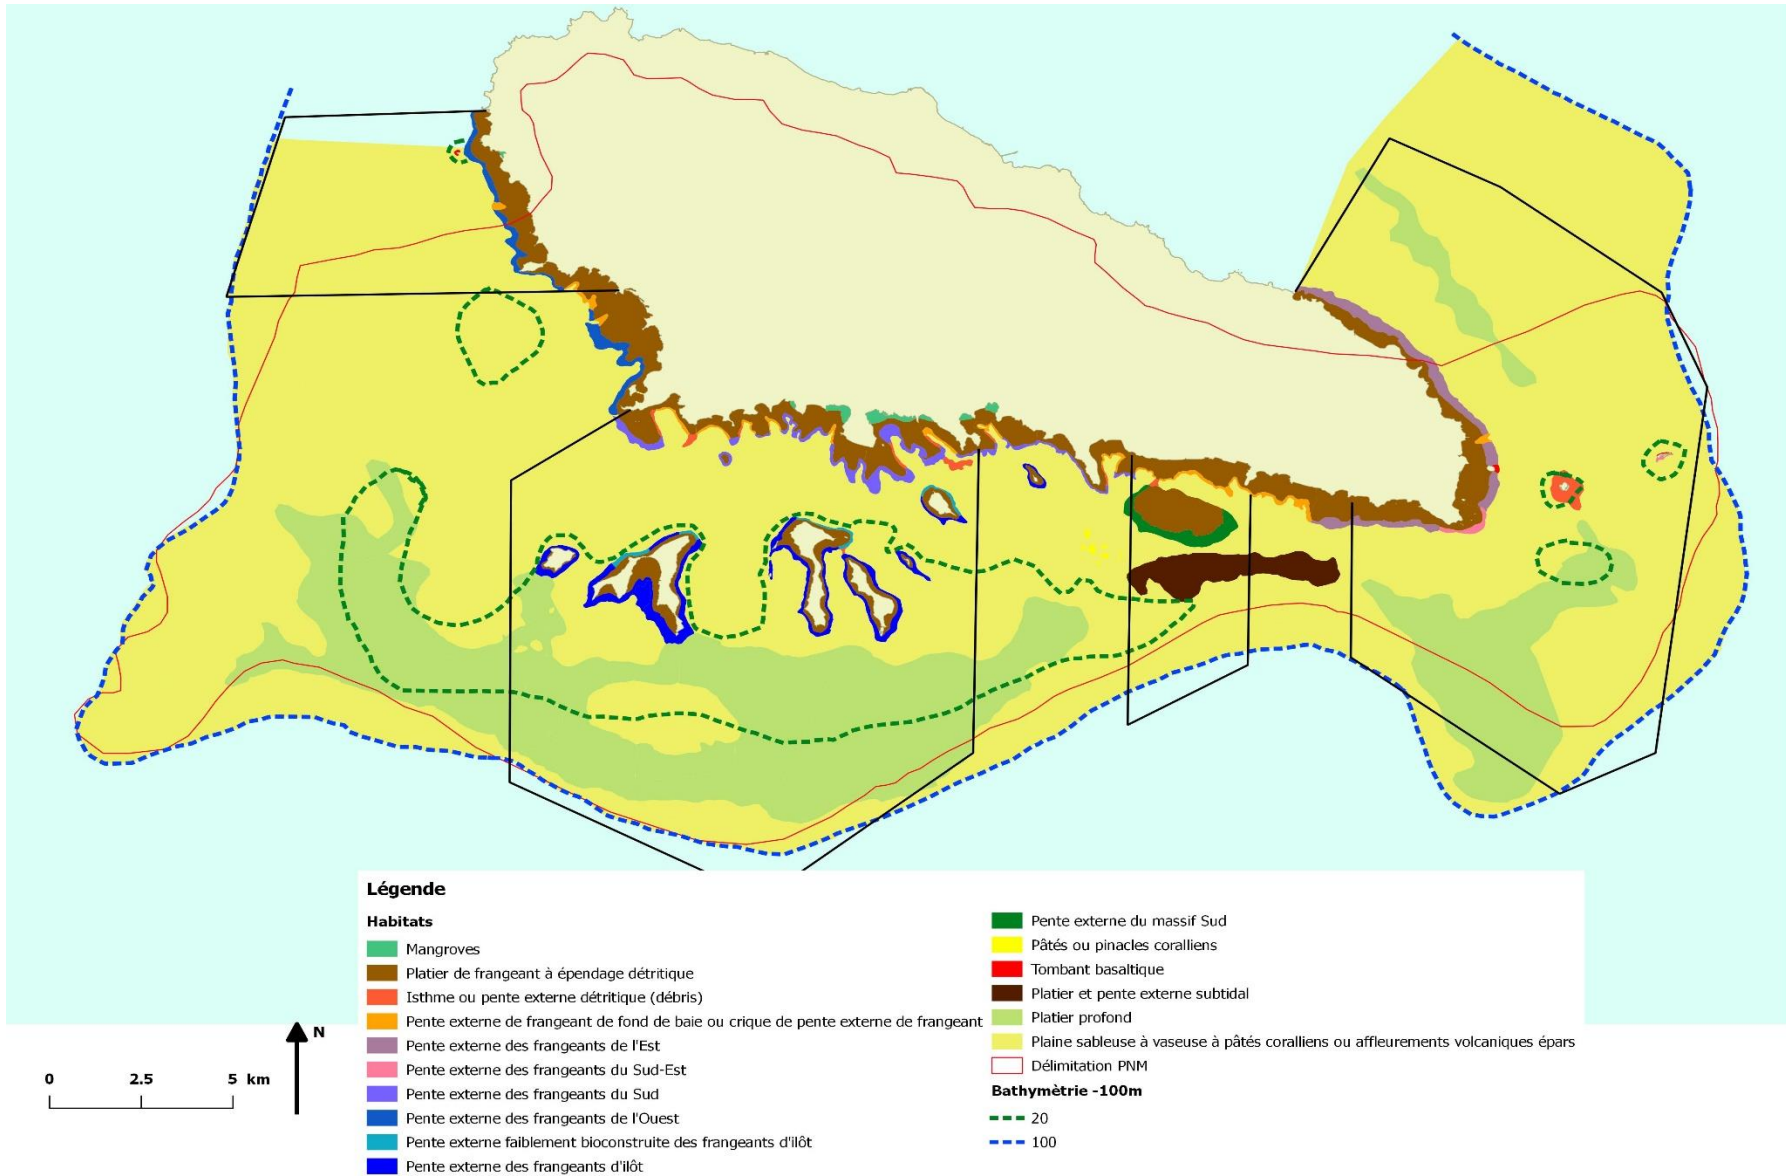 Légende
Habitats
Mangroves
Platier de frangeant à épendage détritique
Isthme ou pente externe détritique (débris)
Pente externe de frangeant de fond de baie ou crique de pente externe de frangeant
Pente externe des frangeants de l'Est
Pente externe des frangeants du Sud-Est
Pente externe des frangeants du Sud
Pente externe des frangeants de l'Ouest
Pente externe faiblement bioconstruite des frangeants d'ilôt
Pente externe des frangeants d'ilôt
Pente externe du massif Sud
Pâtés ou pinacles coralliens
Tombant basaltique
Platier et pente externe subtidal
Platier profond
Plaine sableuse à vaseuse à pâtés coralliens ou affleurements volcaniques épars
Délimitation PNM
Bathymètrie -100m
20
100
N
0 2.5 5 km